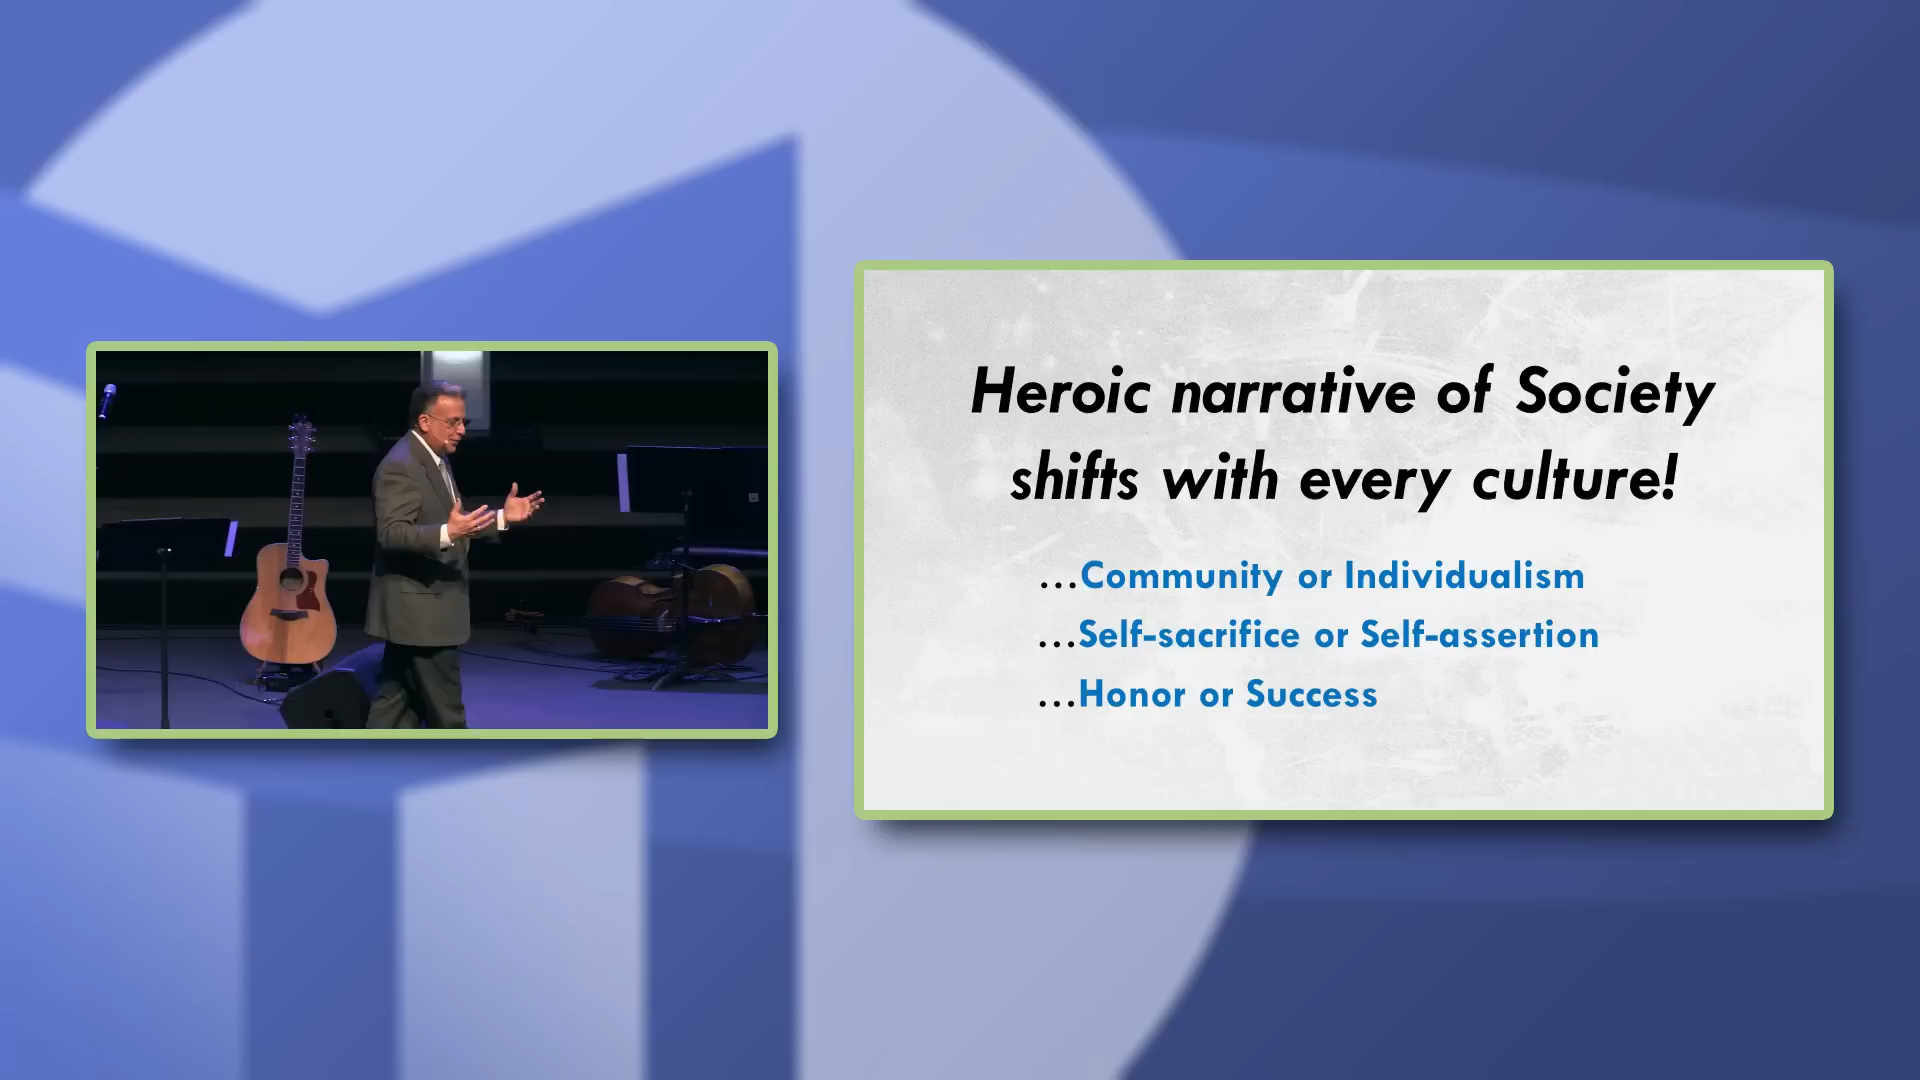 Heroic narrative of Society
shifts with every culture!
...Community or Individualism
...Self-sacrifice or Self-assertion
...Honor or Success